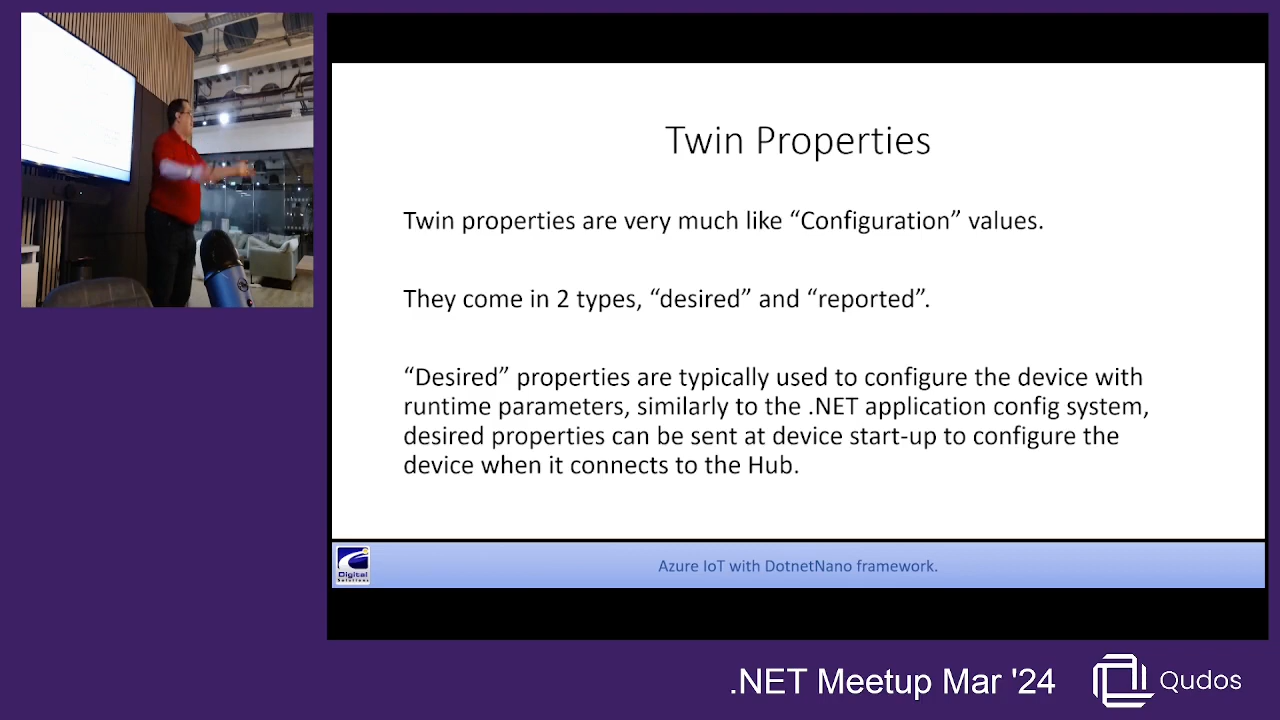 Twin Properties
Twin properties are very much like “Configuration” values.
They come in 2 types, “desired” and “reported”.
“Desired” properties are typically used to configure the device with
runtime parameters, similarly to the .NET application config system,
desired properties can be sent at device start-up to configure the
device when it connects to the Hub.
Digital
Solutions
Azure IoT with DotnetNano framework.
.NET Meetup Mar '24
Qudos